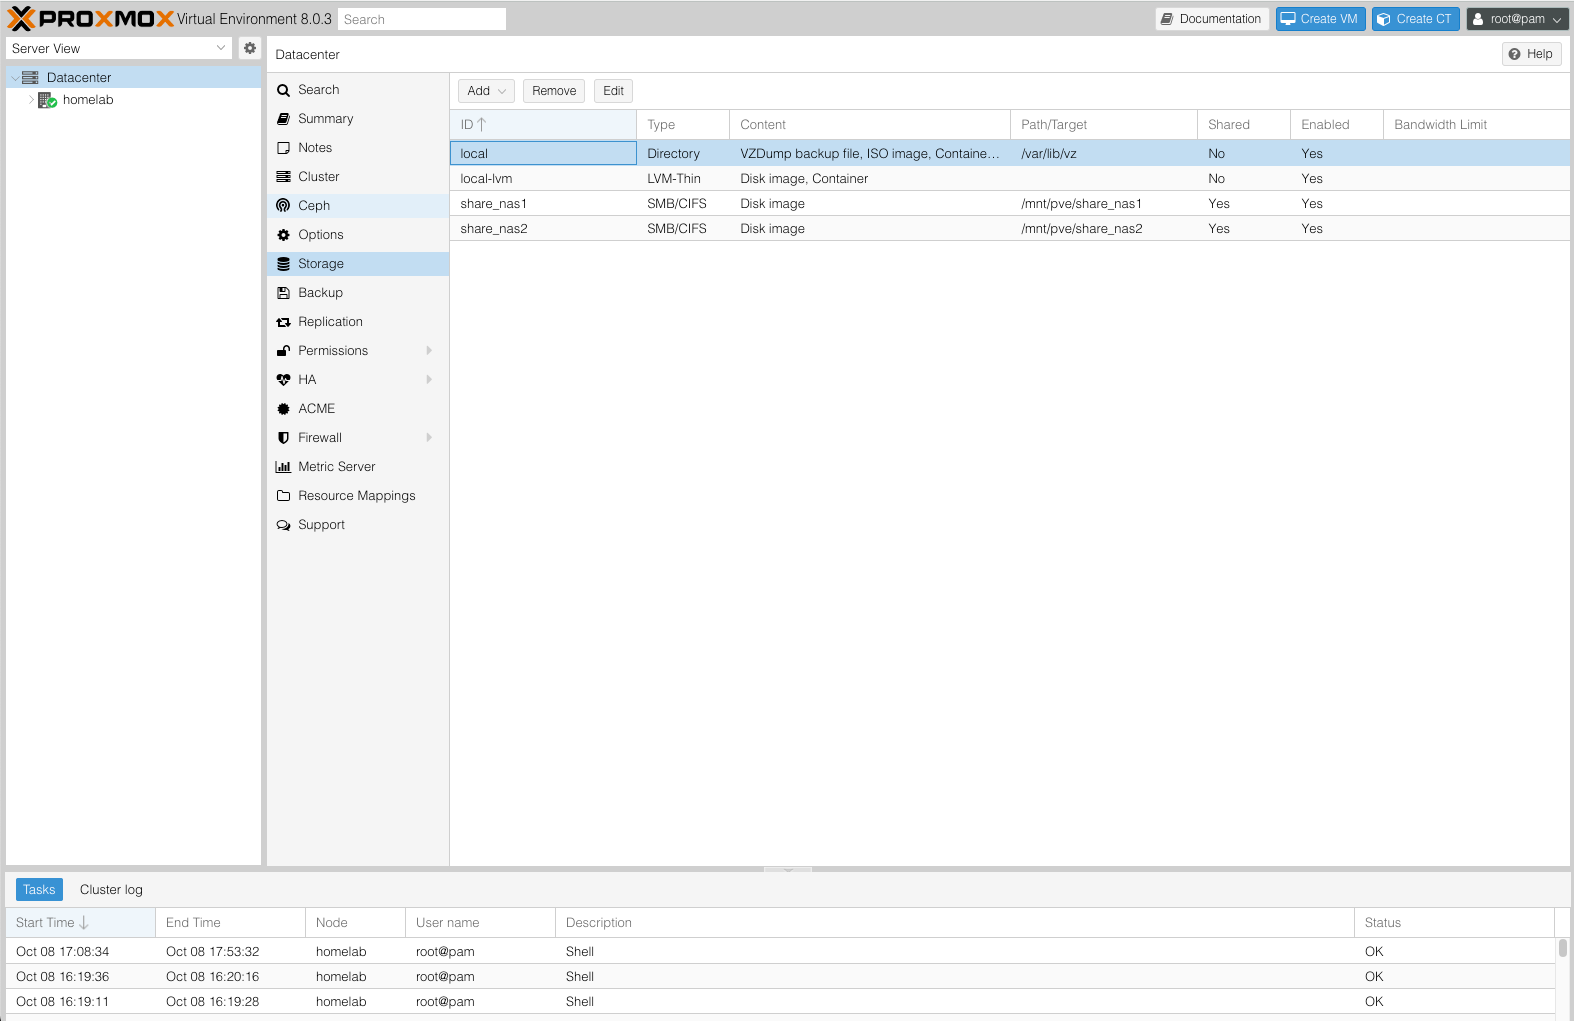 PROXMOX Virtual Environment 8.0.3 Search Documentation Create VM Create CT root@pam
Server View
Datacenter
homelab
Datacenter Help
Search
Summary
Notes
Cluster
Ceph
Options
Storage
Backup
Replication
Permissions
HA
ACME
Firewall
Metric Server
Resource Mappings
Support
Add Remove Edit
ID Type Content Path/Target Shared Enabled Bandwidth Limit
local Directory VZDump backup file, ISO image, Containe... /var/lib/vz No Yes
local-lvm LVM-Thin Disk image, Container No Yes
share_nas1 SMB/CIFS Disk image /mnt/pve/share_nas1 Yes Yes
share_nas2 SMB/CIFS Disk image /mnt/pve/share_nas2 Yes Yes
Tasks Cluster log
Start Time End Time Node User name Description Status
Oct 08 17:08:34 Oct 08 17:53:32 homelab root@pam Shell OK
Oct 08 16:19:36 Oct 08 16:20:16 homelab root@pam Shell OK
Oct 08 16:19:11 Oct 08 16:19:28 homelab root@pam Shell OK